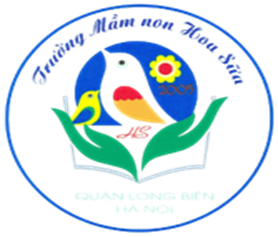 Trường Mầm non Hoa Sữa
2005
HS
QUẬN LONG BIÊN
HÀ NỘI